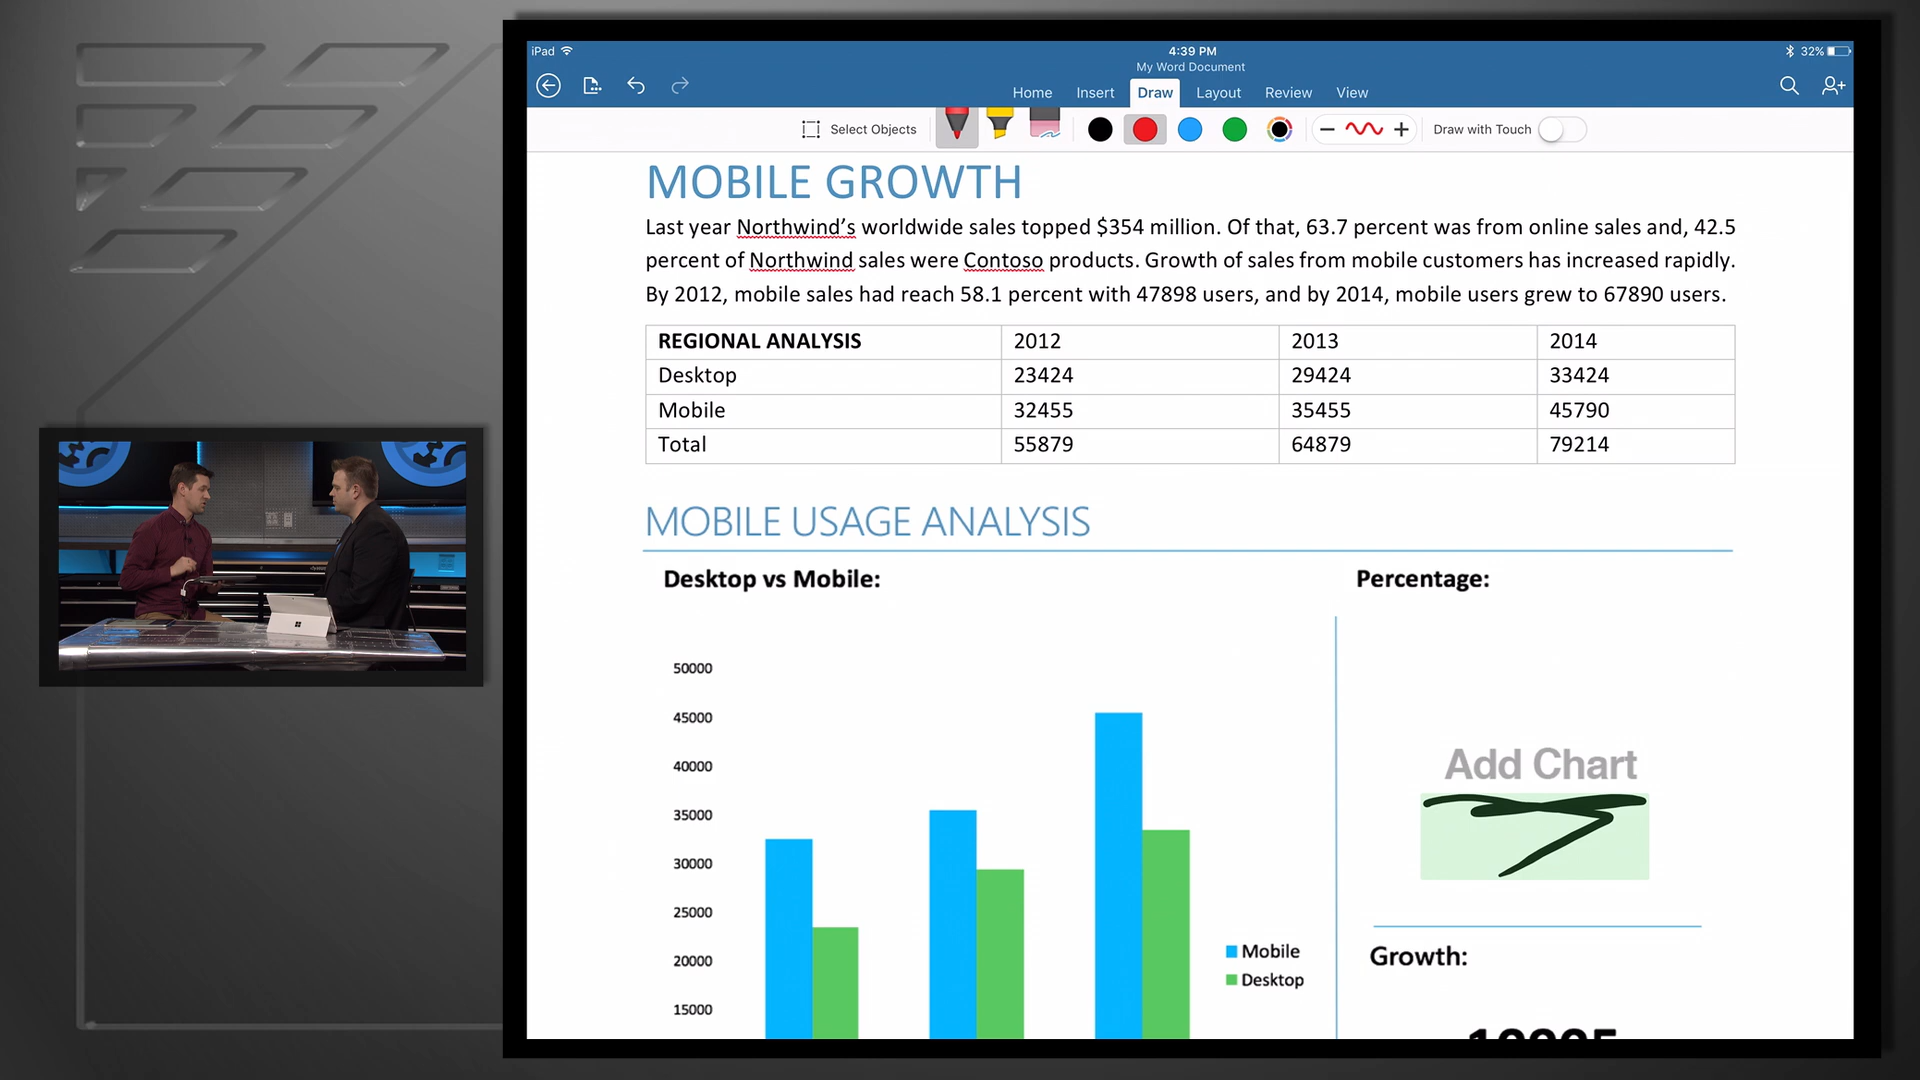 iPad
4:39 PM
32%
My Word Document
Home Insert Draw Layout Review View
Select Objects
Draw with Touch
MOBILE GROWTH
Last year Northwind’s worldwide sales topped $354 million. Of that, 63.7 percent was from online sales and, 42.5
percent of Northwind sales were Contoso products. Growth of sales from mobile customers has increased rapidly.
By 2012, mobile sales had reach 58.1 percent with 47898 users, and by 2014, mobile users grew to 67890 users.
REGIONAL ANALYSIS 2012 2013 2014
Desktop 23424 29424 33424
Mobile 32455 35455 45790
Total 55879 64879 79214
MOBILE USAGE ANALYSIS
Desktop vs Mobile:
50000
45000
40000
35000
30000
25000
20000
15000
Mobile
Desktop
Percentage:
Add Chart
Growth: